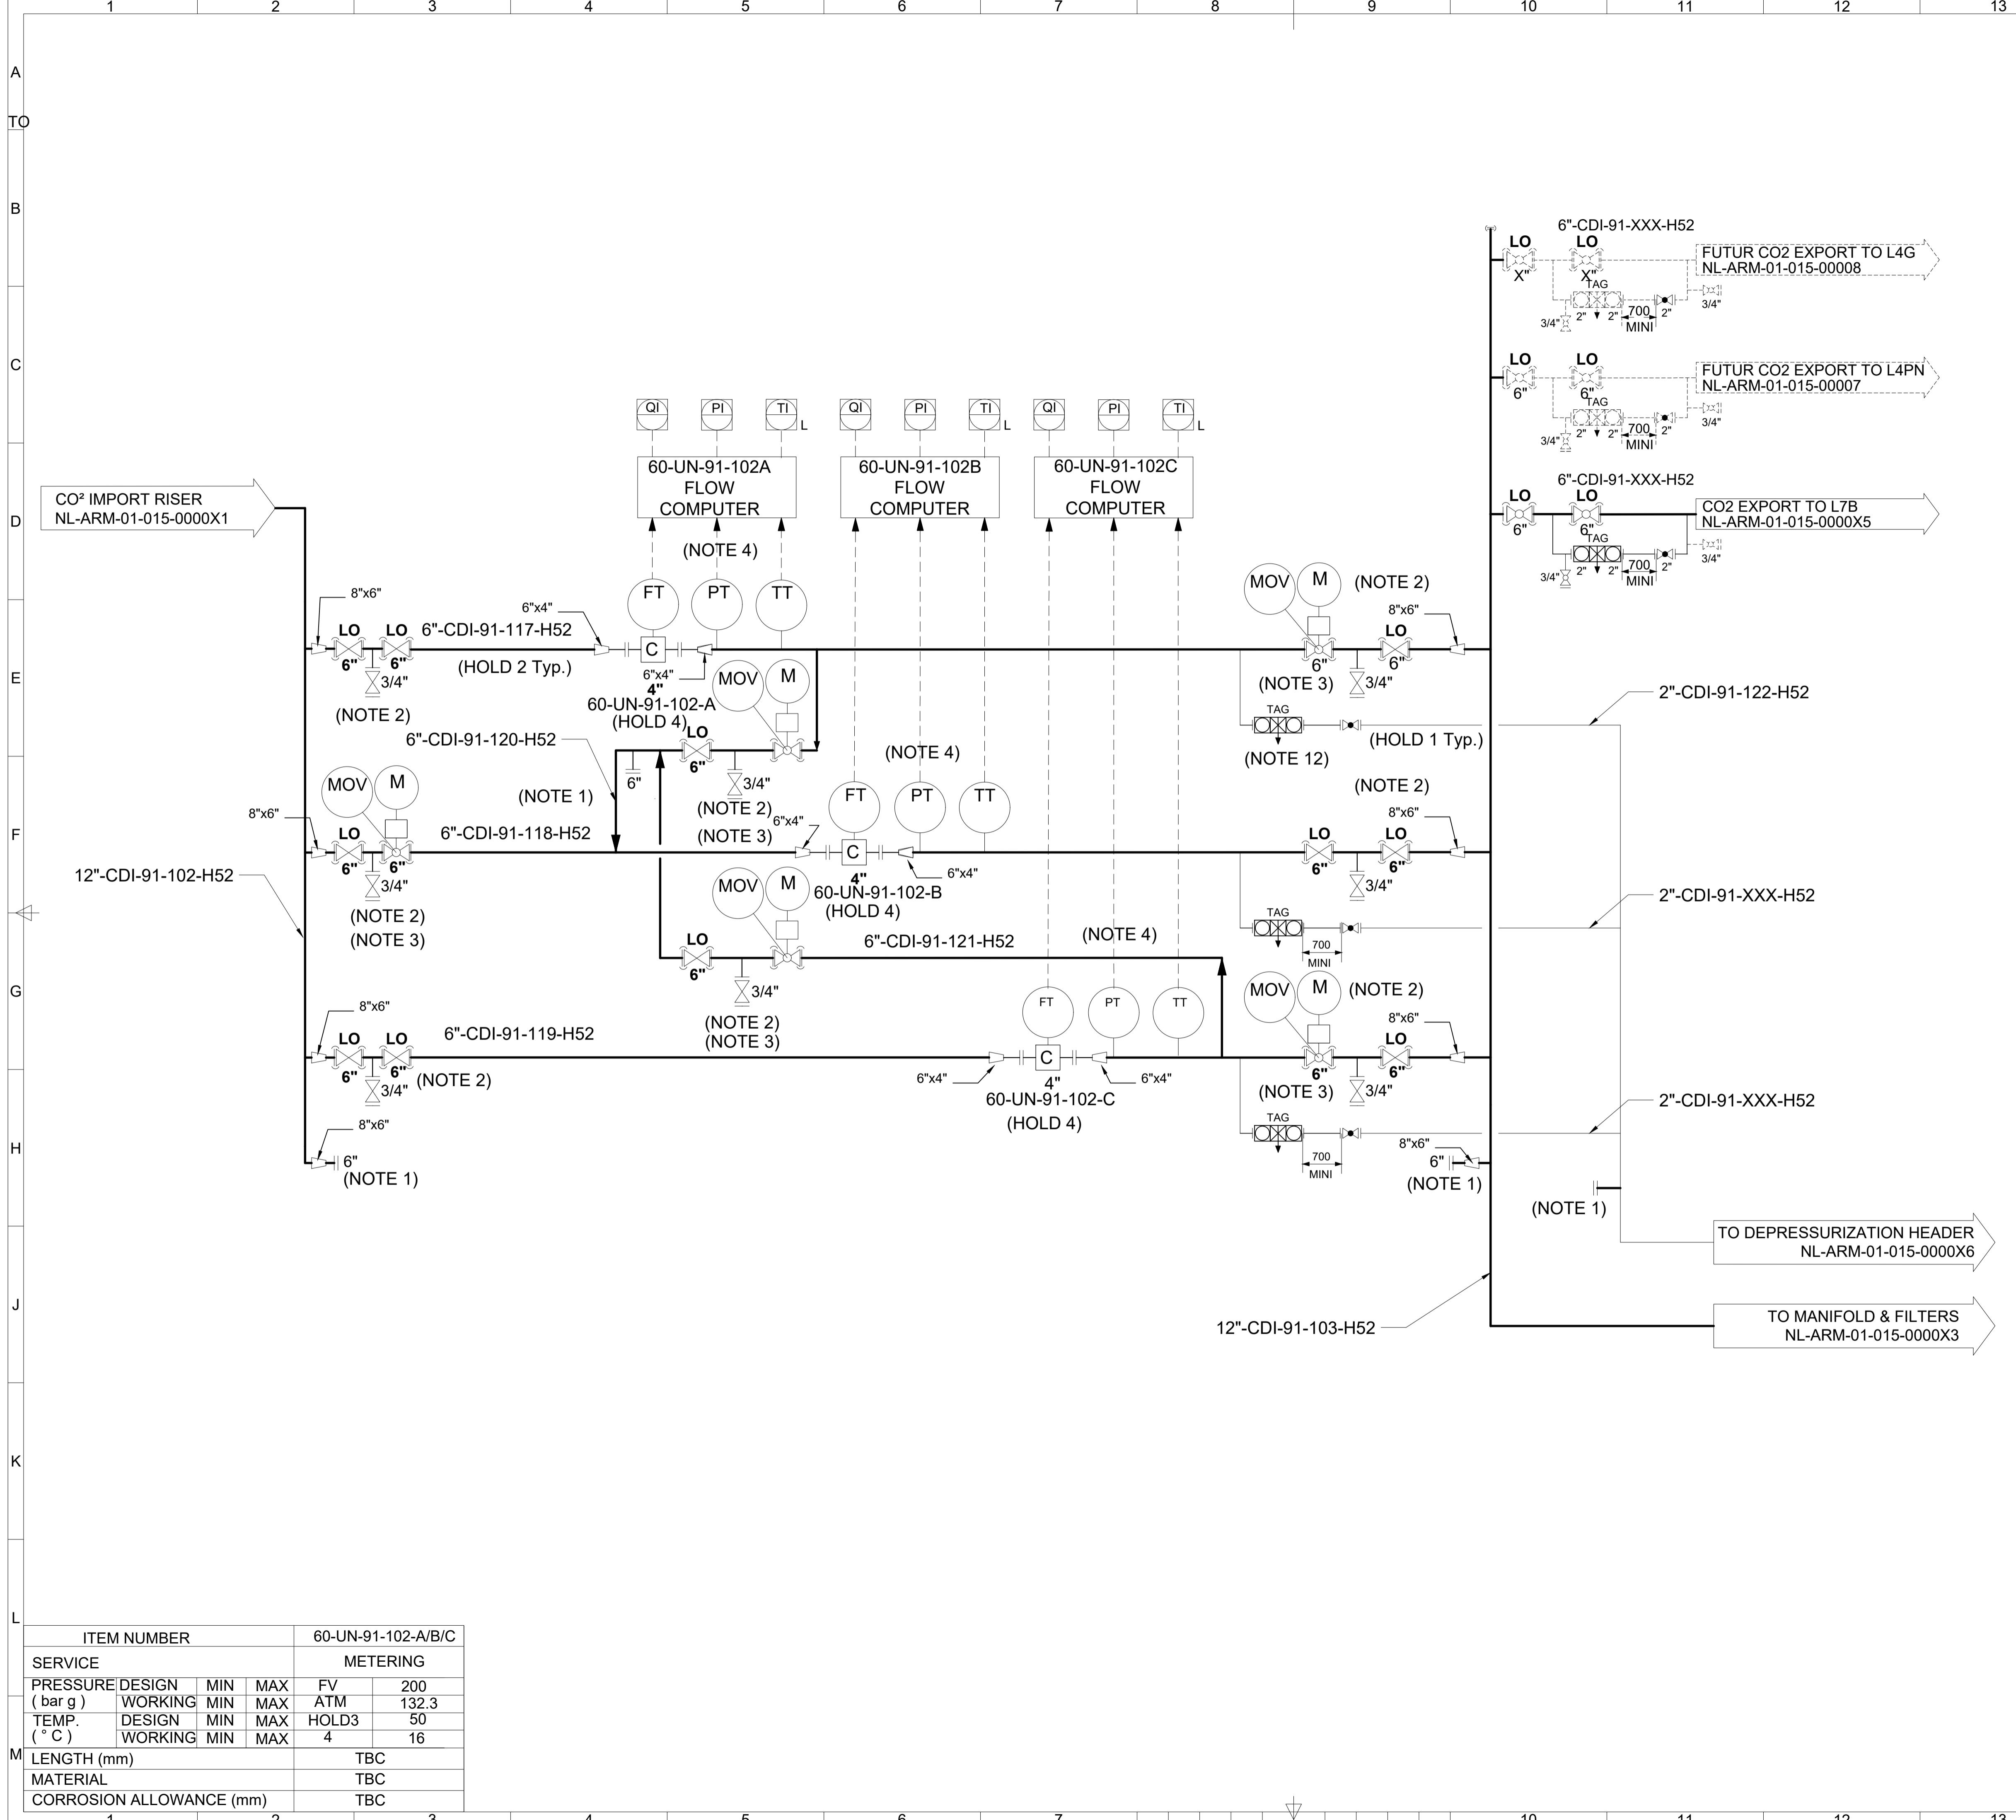 1 2 3 4 5 6 7 8 9 10 11 12 13
A
TO
B
C
D
E
F
G
H
J
K
L
M
6"-CDI-91-XXX-H52
LO LO
X" X"
FUTUR CO2 EXPORT TO L4G
NL-ARM-01-015-00008
TAG
3/4" 2" 2" 700 2" 3/4"
MINI
LO LO
6" 6"
FUTUR CO2 EXPORT TO L4PN
NL-ARM-01-015-00007
TAG
3/4" 2" 2" 700 2" 3/4"
MINI
6"-CDI-91-XXX-H52
LO LO
6" 6"
CO2 EXPORT TO L7B
NL-ARM-01-015-0000X5
TAG
3/4" 2" 2" 700 2" 3/4"
MINI
QI PI TI L QI PI TI L QI PI TI L
60-UN-91-102A
FLOW
COMPUTER
60-UN-91-102B
FLOW
COMPUTER
60-UN-91-102C
FLOW
COMPUTER
CO² IMPORT RISER
NL-ARM-01-015-0000X1
(NOTE 4)
8"x6"
LO LO
6" 6"
3/4"
(NOTE 2)
6"-CDI-91-117-H52
(HOLD 2 Typ.)
6"x4"
FT PT TT
C
6"x4"
4"
60-UN-91-102-A
(HOLD 4)
MOV M
(NOTE 2)
8"x6"
LO
6" 6"
(NOTE 3)
3/4"
TAG
(NOTE 12)
(HOLD 1 Typ.)
2"-CDI-91-122-H52
6"-CDI-91-120-H52
MOV M
LO
6"
6"
3/4"
(NOTE 2)
(NOTE 3)
(NOTE 1)
(NOTE 4)
8"x6"
MOV M
LO
6" 6"
3/4"
(NOTE 2)
(NOTE 3)
6"-CDI-91-118-H52
6"x4"
FT PT TT
C
6"x4"
4"
60-UN-91-102-B
(HOLD 4)
(NOTE 2)
8"x6"
LO LO
6" 6"
3/4"
TAG
700
MINI
2"-CDI-91-XXX-H52
12"-CDI-91-102-H52
MOV M
LO
6"
3/4"
(NOTE 2)
(NOTE 3)
6"-CDI-91-121-H52
(NOTE 4)
8"x6"
LO LO
6" 6"
3/4"
(NOTE 2)
6"-CDI-91-119-H52
FT PT TT
C
6"x4" 6"x4"
4"
60-UN-91-102-C
(HOLD 4)
MOV M
(NOTE 2)
8"x6"
LO
6" 6"
(NOTE 3)
3/4"
TAG
700
MINI
2"-CDI-91-XXX-H52
8"x6"
6"
(NOTE 1)
8"x6"
6"
(NOTE 1)
(NOTE 1)
TO DEPRESSURIZATION HEADER
NL-ARM-01-015-0000X6
12"-CDI-91-103-H52
TO MANIFOLD & FILTERS
NL-ARM-01-015-0000X3
ITEM NUMBER 60-UN-91-102-A/B/C
SERVICE METERING
PRESSURE DESIGN MIN MAX FV 200
( bar g ) WORKING MIN MAX ATM 132.3
TEMP. DESIGN MIN MAX HOLD3 50
( ° C ) WORKING MIN MAX 4 16
LENGTH (mm) TBC
MATERIAL TBC
CORROSION ALLOWANCE (mm) TBC
1 2 3 4 5 6 7 10 11 12 13